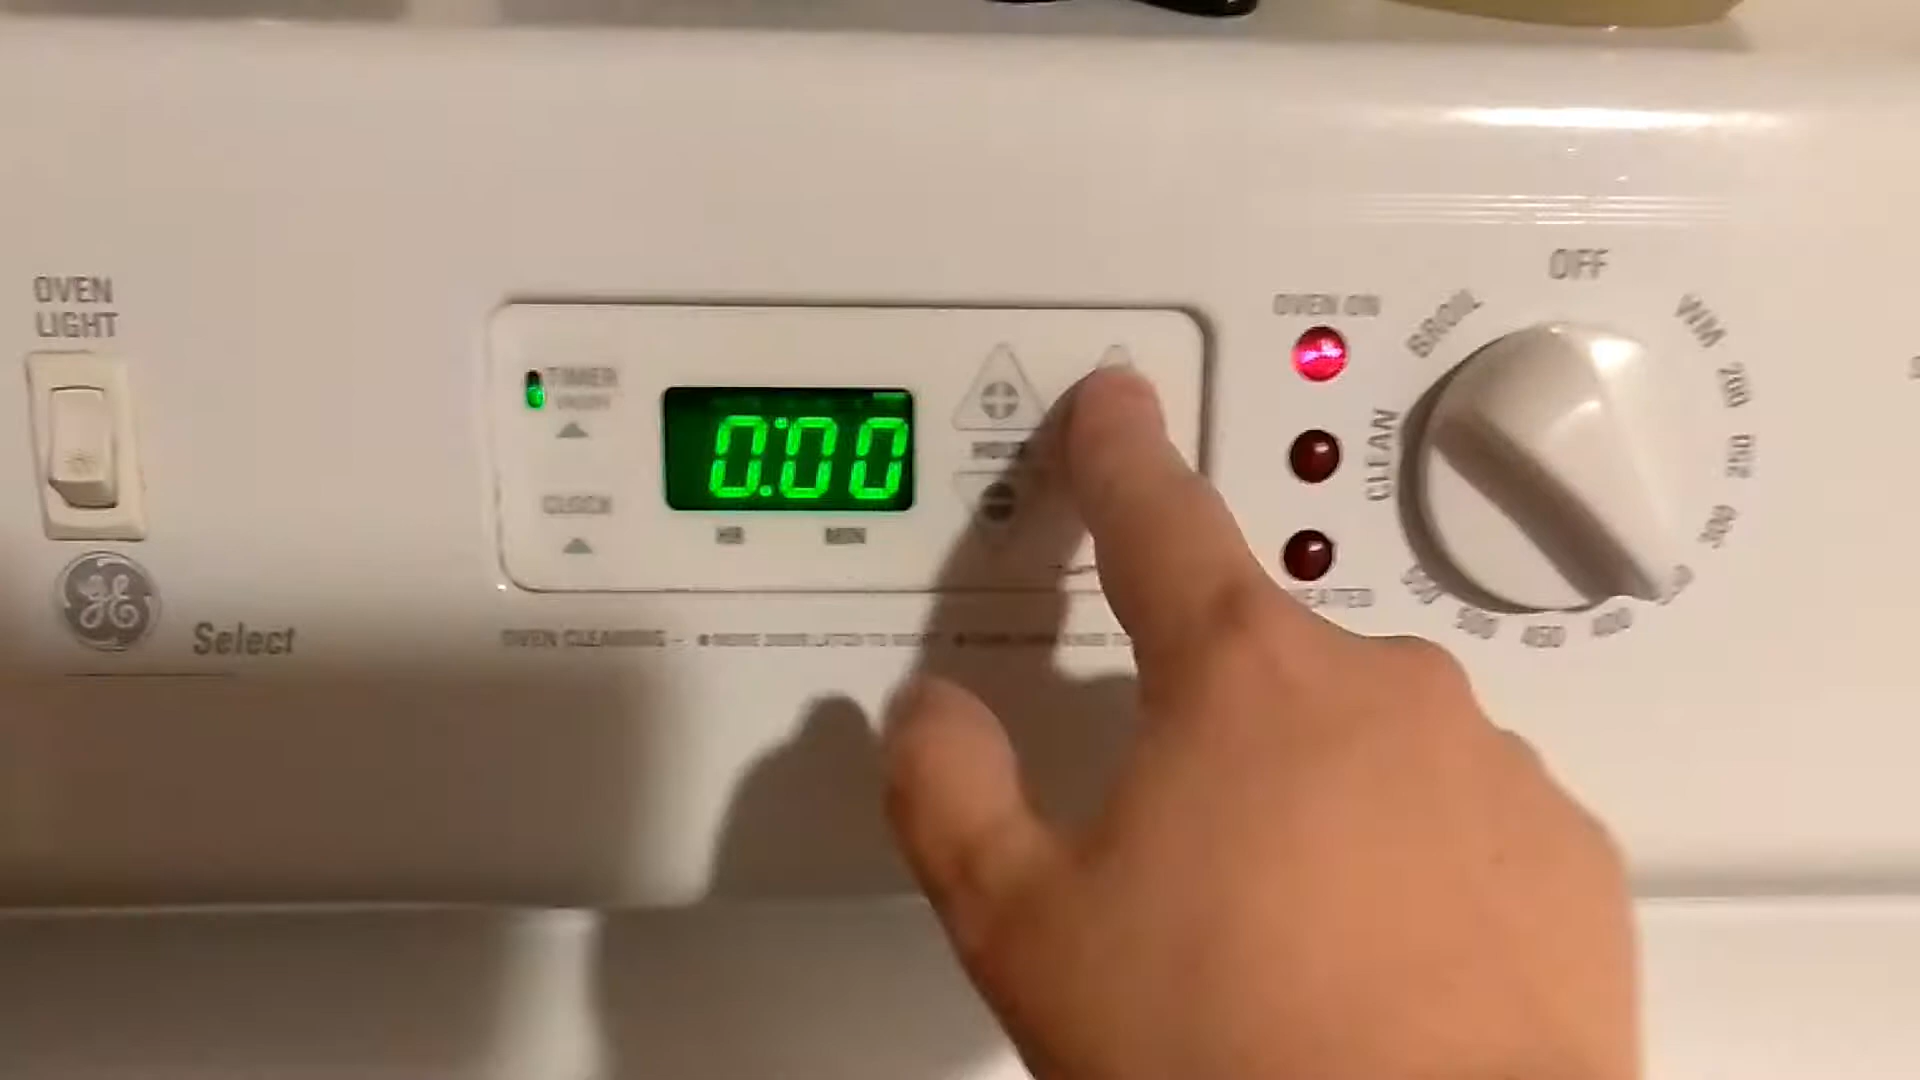 OVEN
LIGHT
GE
Select
TIMER
CLOCK
0:00
HR
MIN
OVEN CLEANING -
OVEN ON
OFF
WM
200
250
300
400
450
500
CLEAN
BROIL